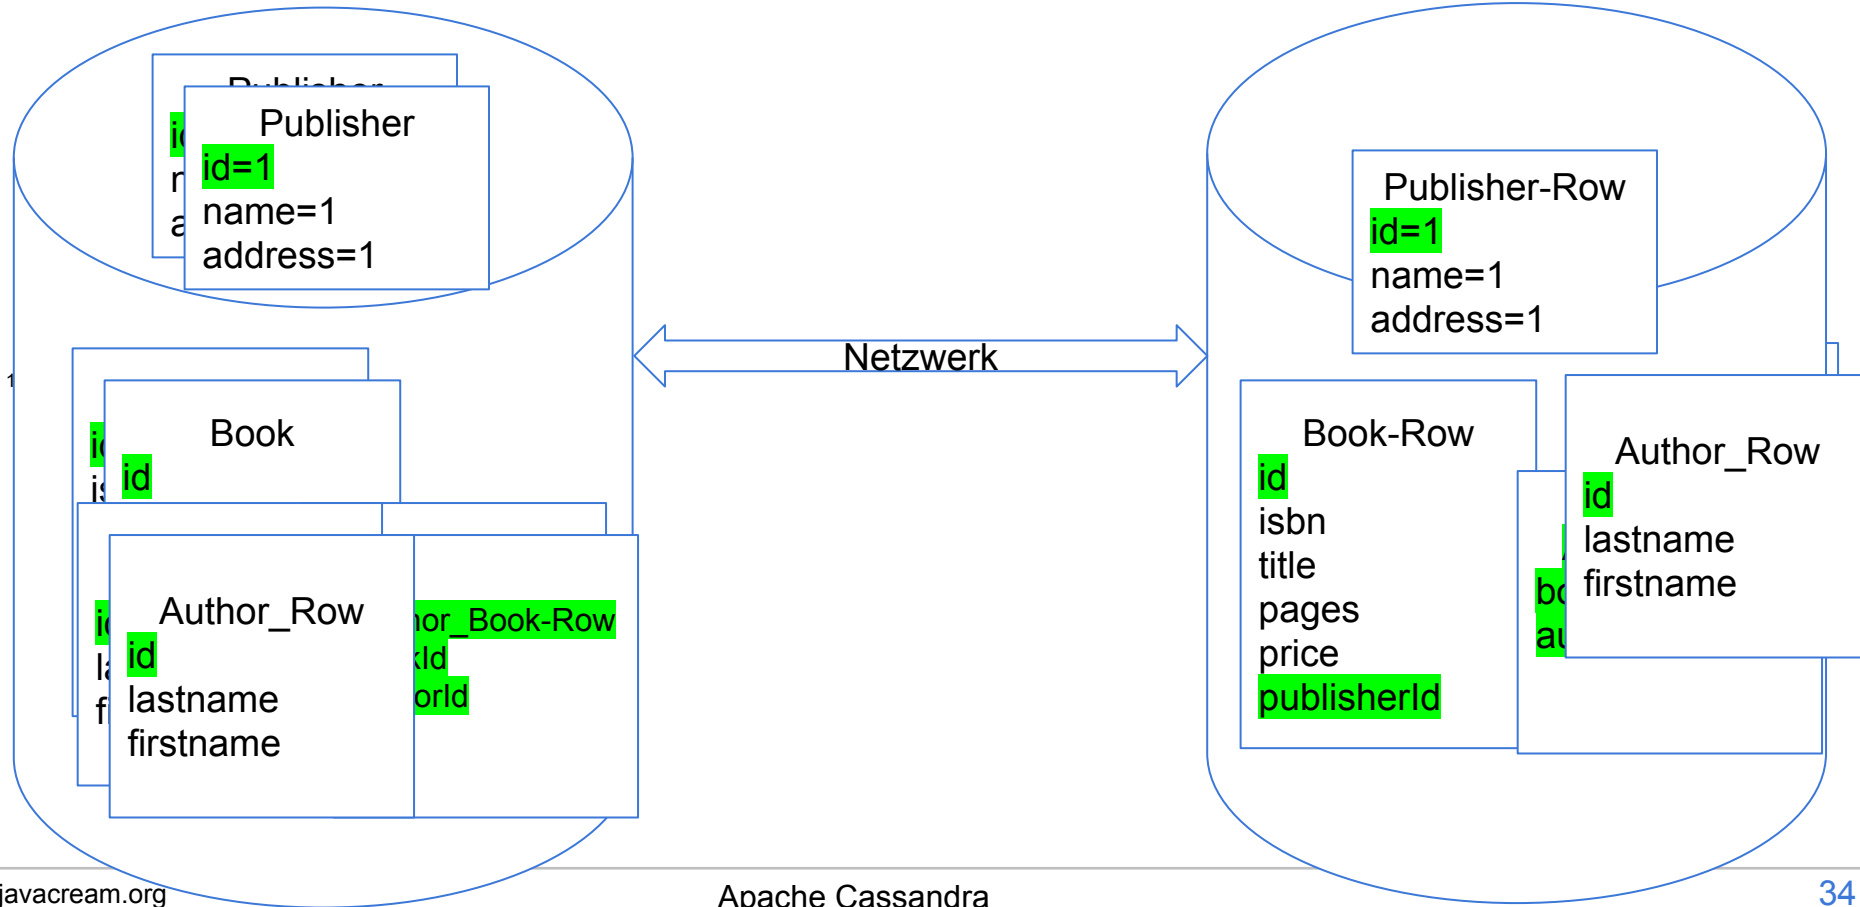 Publisher
Publisher
id=1
name=1
address=1
Publisher-Row
id=1
name=1
address=1
Netzwerk
1
Book
id
Author_Row
id
lastname
firstname
Book-Row
id
isbn
title
pages
price
publisherId
Author_Row
id
lastname
firstname
javacream.org
Apache Cassandra
34